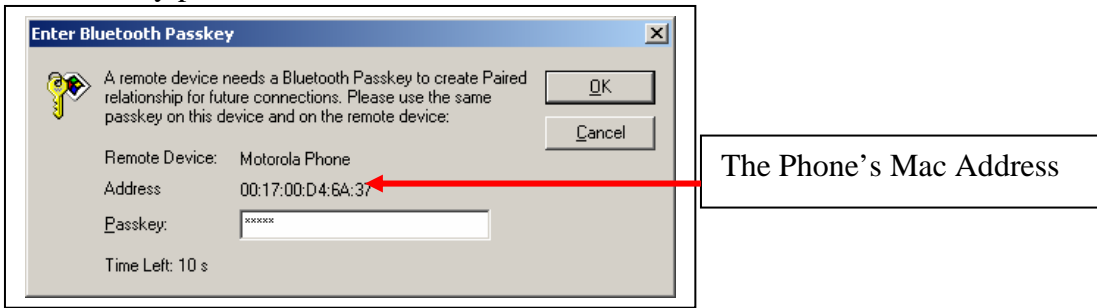 Enter Bluetooth Passkey
A remote device needs a Bluetooth Passkey to create Paired
relationship for future connections. Please use the same
passkey on this device and on the remote device:
OK
Cancel
Remote Device: Motorola Phone
Address 00:17:00:D4:6A:37
Passkey: xxxxx
Time Left: 10 s
The Phone’s Mac Address